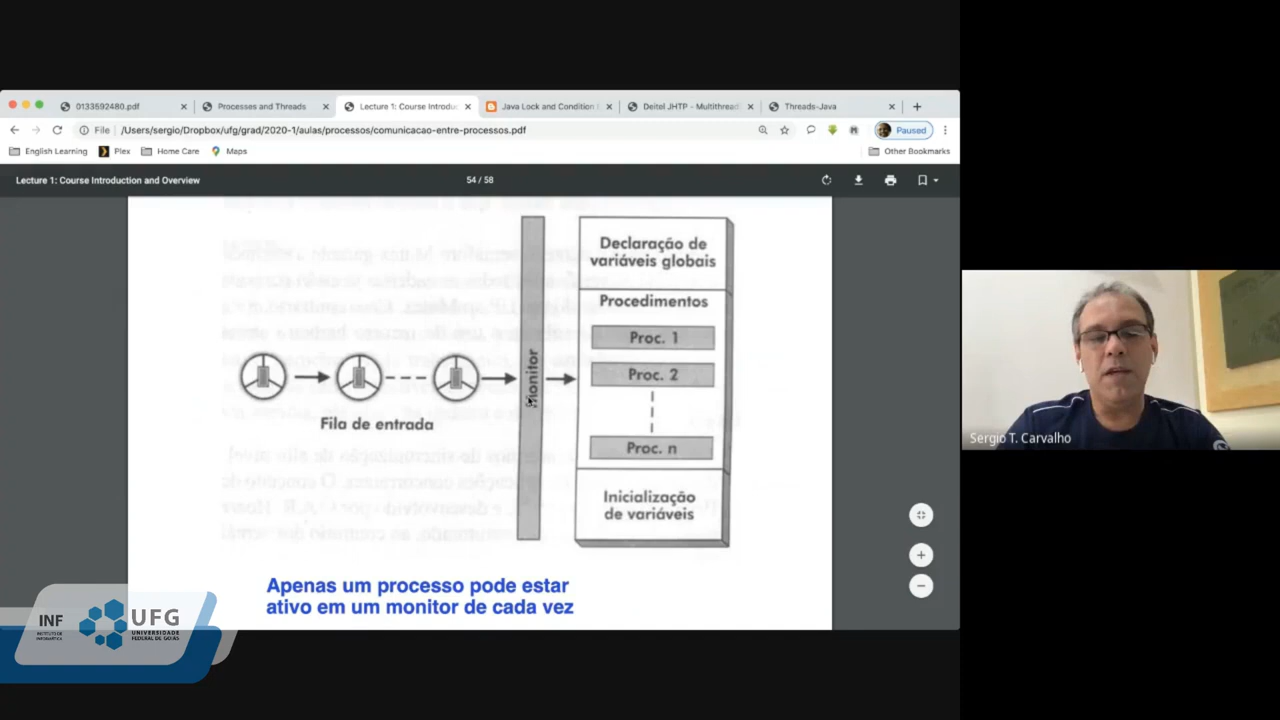 0133592480.pdf
Processes and Threads
Lecture 1: Course Introduc
Java Lock and Condition
Deitel JHTP - Multithread
Threads-Java
File
/Users/sergio/Dropbox/ufg/grad/2020-1/aulas/processos/comunicacao-entre-processos.pdf
Paused
English Learning
Plex
Home Care
Maps
Other Bookmarks
Lecture 1: Course Introduction and Overview
54 / 58
Declaração de
variáveis globais
Procedimentos
Proc. 1
Proc. 2
Proc. n
Inicialização
de variáveis
Monitor
Fila de entrada
Apenas um processo pode estar
ativo em um monitor de cada vez
INF
INSTITUTO DE
INFORMÁTICA
UFG
UNIVERSIDADE
FEDERAL DE GOIÁS
Sergio T. Carvalho